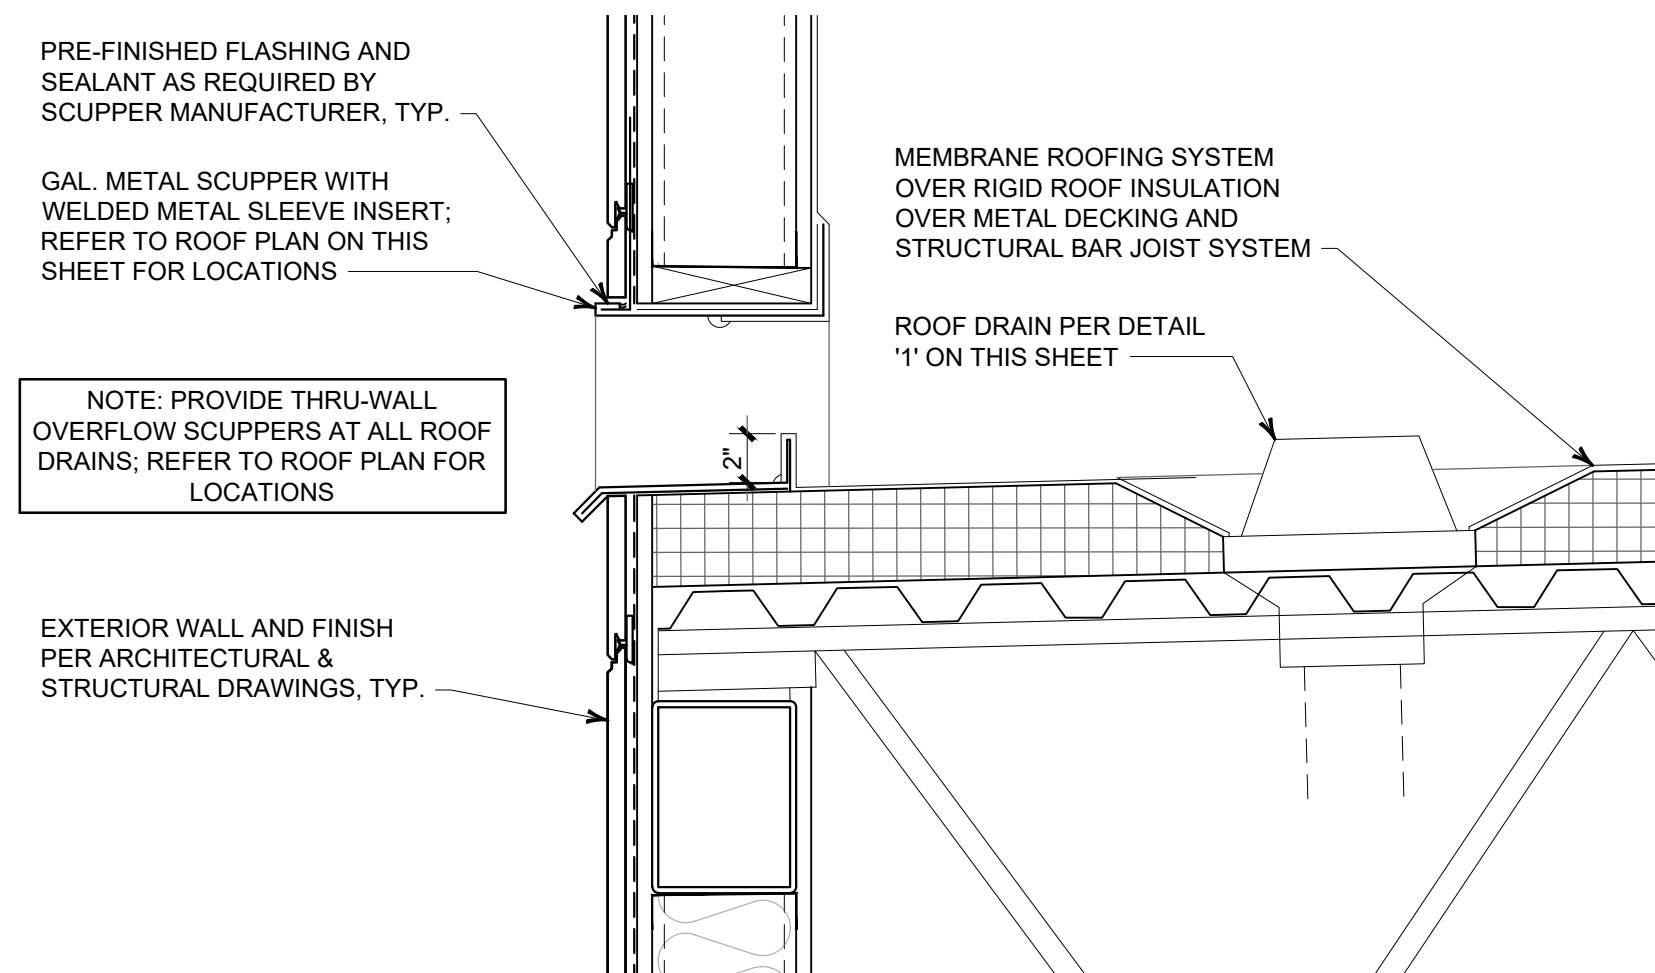 PRE-FINISHED FLASHING AND
SEALANT AS REQUIRED BY
SCUPPER MANUFACTURER, TYP.
GAL. METAL SCUPPER WITH
WELDED METAL SLEEVE INSERT;
REFER TO ROOF PLAN ON THIS
SHEET FOR LOCATIONS
NOTE: PROVIDE THRU-WALL
OVERFLOW SCUPPERS AT ALL ROOF
DRAINS; REFER TO ROOF PLAN FOR
LOCATIONS
EXTERIOR WALL AND FINISH
PER ARCHITECTURAL &
STRUCTURAL DRAWINGS, TYP.
2"
MEMBRANE ROOFING SYSTEM
OVER RIGID ROOF INSULATION
OVER METAL DECKING AND
STRUCTURAL BAR JOIST SYSTEM
ROOF DRAIN PER DETAIL
'1' ON THIS SHEET